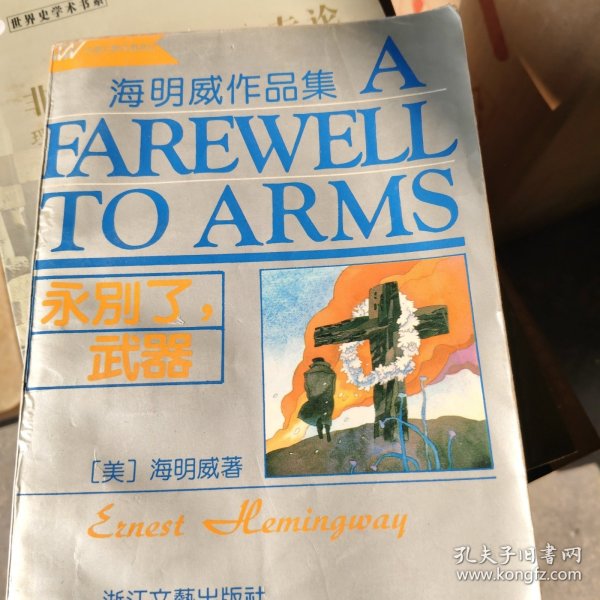 世界史学术书系
海明威作品集 A
FAREWELL
TO ARMS
永别了，
武器
[美] 海明威著
Ernest Hemingway
浙江文艺出版社
孔夫子旧书网
www.kongfz.com